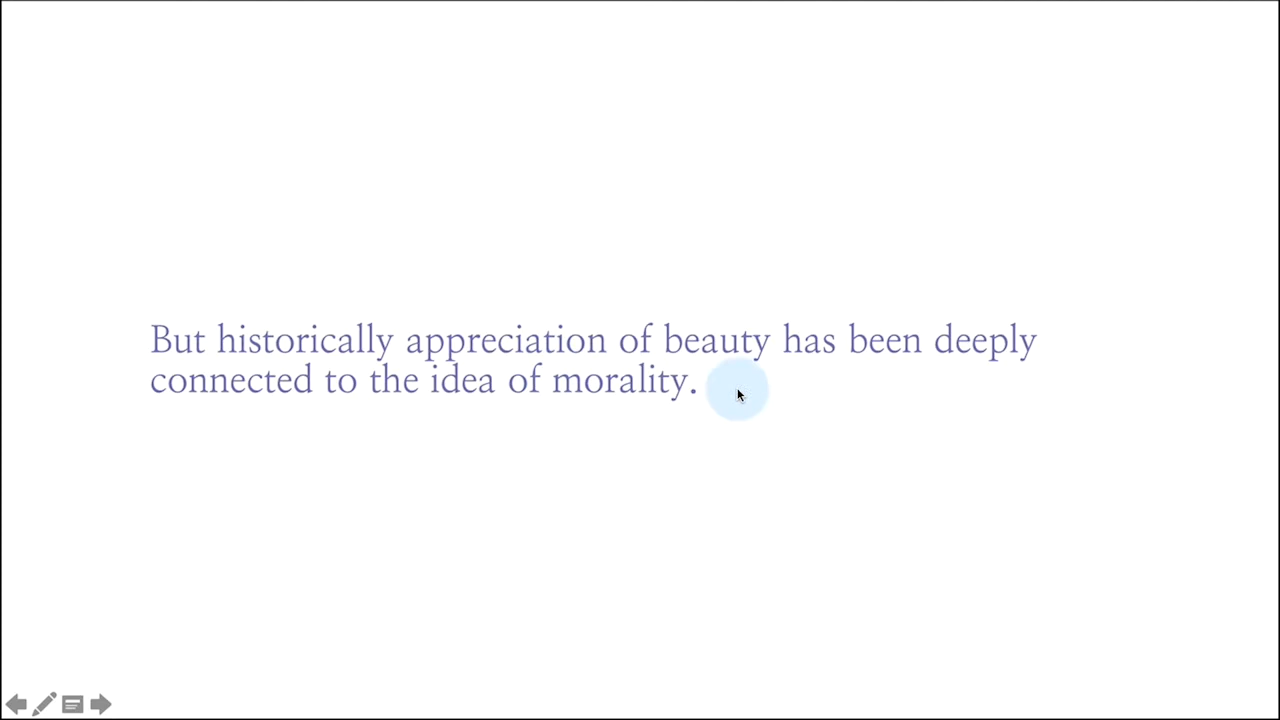 But historically appreciation of beauty has been deeply
connected to the idea of morality.